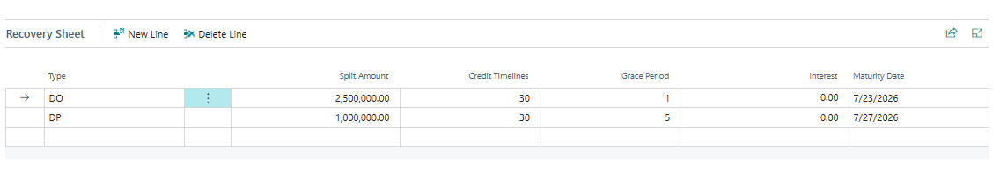 Recovery Sheet New Line Delete Line
Type Split Amount Credit Timelines Grace Period Interest Maturity Date
DO 2,500,000.00 30 1 0.00 7/23/2026
DP 1,000,000.00 30 5 0.00 7/27/2026